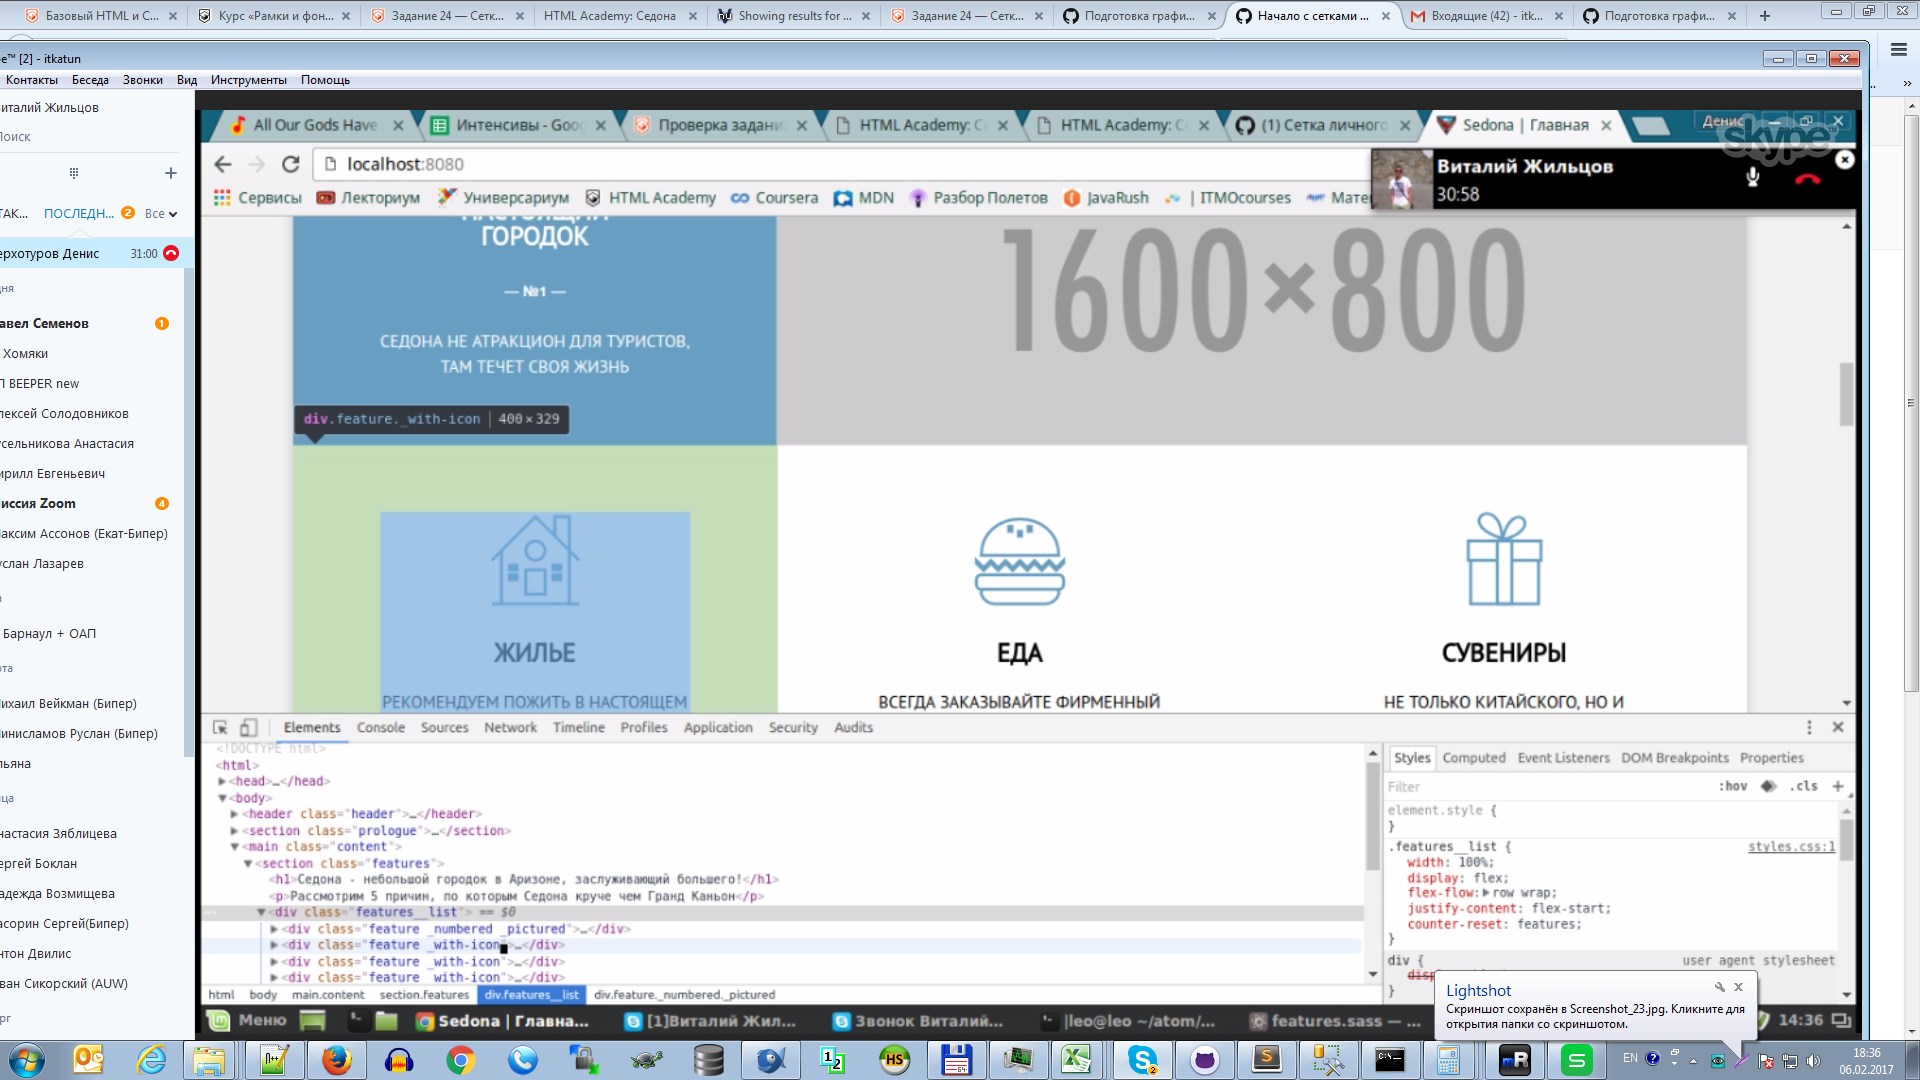 Базовый HTML и С...
Курс «Рамки и фон...
Задание 24 — Сетк...
HTML Academy: Седона
Showing results for ...
Задание 24 — Сетк...
Подготовка графи...
Начало с сетками ...
Входящие (42) - itk...
Подготовка графи...
[2] - itkatun
Контакты Беседа Звонки Вид Инструменты Помощь
италий Жильцов
Поиск
ТАК... ПОСЛЕДН... 2 Все
ерхотуров Денис 31:00
дня
авел Семенов 1
Хомяки
П BEEPER new
лексей Солодовников
усельникова Анастасия
ирилл Евгеньевич
иссия Zoom 4
аксим Ассонов (Екат-Бипер)
услан Лазарев
Барнаул + ОАП
ота
ихаил Вейкман (Бипер)
инисламов Руслан (Бипер)
льяна
ица
настасия Зяблицева
ергей Боклан
адежда Возмищева
асорин Сергей(Бипер)
нтон Двилис
ван Сикорский (AUW)
рг
All Our Gods Have
Интенсивы - Goo
Проверка задани
HTML Academy: С
HTML Academy: С
(1) Сетка личного
Sedona | Главная
Денис
skype
localhost:8080
Виталий Жильцов
30:58
Сервисы Лекториум Универсариум HTML Academy Coursera MDN Разбор Полетов JavaRush | ITMOcourses Мате
НАСТОЯЩИЙ
ГОРОДОК
— №1 —
СЕДОНА НЕ АТРАКЦИОН ДЛЯ ТУРИСТОВ,
ТАМ ТЕЧЕТ СВОЯ ЖИЗНЬ
1600×800
div.feature._with-icon | 400×329
ЖИЛЬЕ
РЕКОМЕНДУЕМ ПОЖИТЬ В НАСТОЯЩЕМ
ЕДА
ВСЕГДА ЗАКАЗЫВАЙТЕ ФИРМЕННЫЙ
СУВЕНИРЫ
НЕ ТОЛЬКО КИТАЙСКОГО, НО И
Elements Console Sources Network Timeline Profiles Application Security Audits
<!DOCTYPE html>
<html>
<head>…</head>
<body>
<header class="header">…</header>
<section class="prologue">…</section>
<main class="content">
<section class="features">
<h1>Седона - небольшой городок в Аризоне, заслуживающий большего!</h1>
<p>Рассмотрим 5 причин, по которым Седона круче чем Гранд Каньон</p>
<div class="features__list"> == $0
<div class="feature _numbered _pictured">…</div>
<div class="feature _with-icon">…</div>
<div class="feature _with-icon">…</div>
<div class="feature _with-icon">…</div>
html body main.content section.features div.features__list div.feature._numbered._pictured
Styles Computed Event Listeners DOM Breakpoints Properties
Filter :hov .cls +
element.style {
}
.features__list { styles.css:1
width: 100%;
display: flex;
flex-flow: row wrap;
justify-content: flex-start;
counter-reset: features;
}
div { user agent stylesheet
}
Lightshot
Скриншот сохранён в Screenshot_23.jpg. Кликните для
открытия папки со скриншотом.
Меню
Sedona | Главна...
[1]Виталий Жил...
Звонок Виталий...
|leo@leo ~/atom/...
features.sass — ...
14:36
EN
18:36
06.02.2017